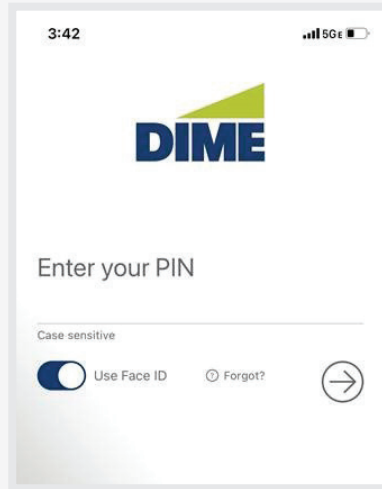 3:42 5GE
DIME
Enter your PIN
Case sensitive
Use Face ID Forgot?